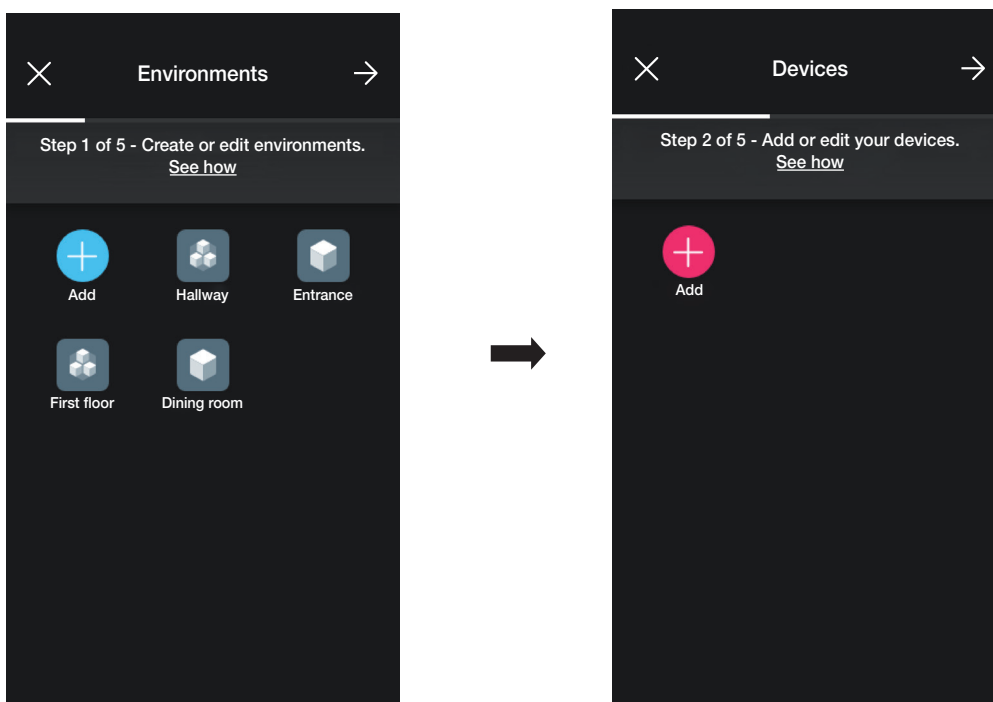 Environments
Step 1 of 5 - Create or edit environments.
See how
Add
Hallway
Entrance
First floor
Dining room
Devices
Step 2 of 5 - Add or edit your devices.
See how
Add